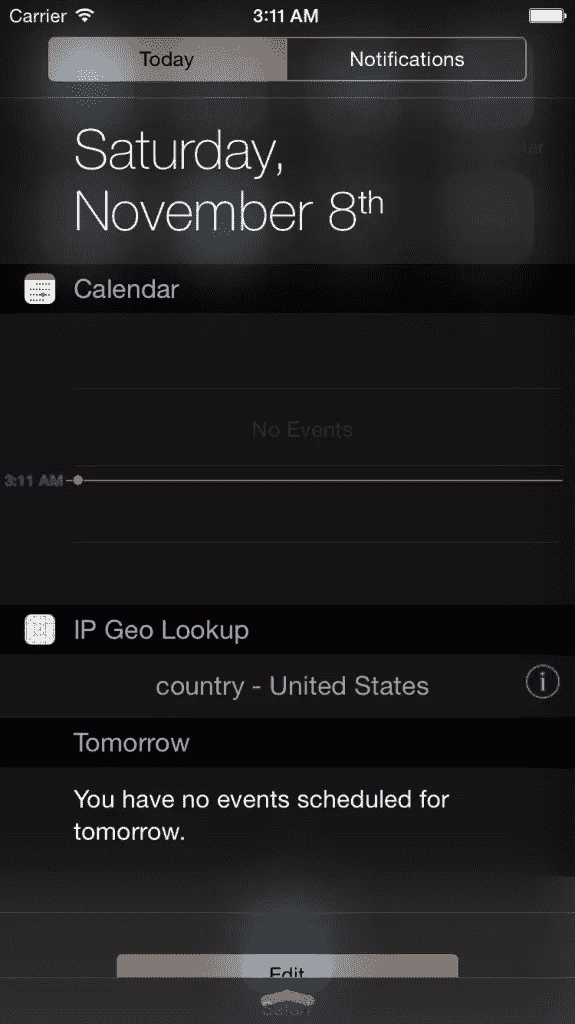 Carrier 3:11 AM
Today Notifications
Saturday,
November 8th
Calendar
No Events
3:11 AM
IP Geo Lookup
country - United States
Tomorrow
You have no events scheduled for
tomorrow.
Edit
Safari